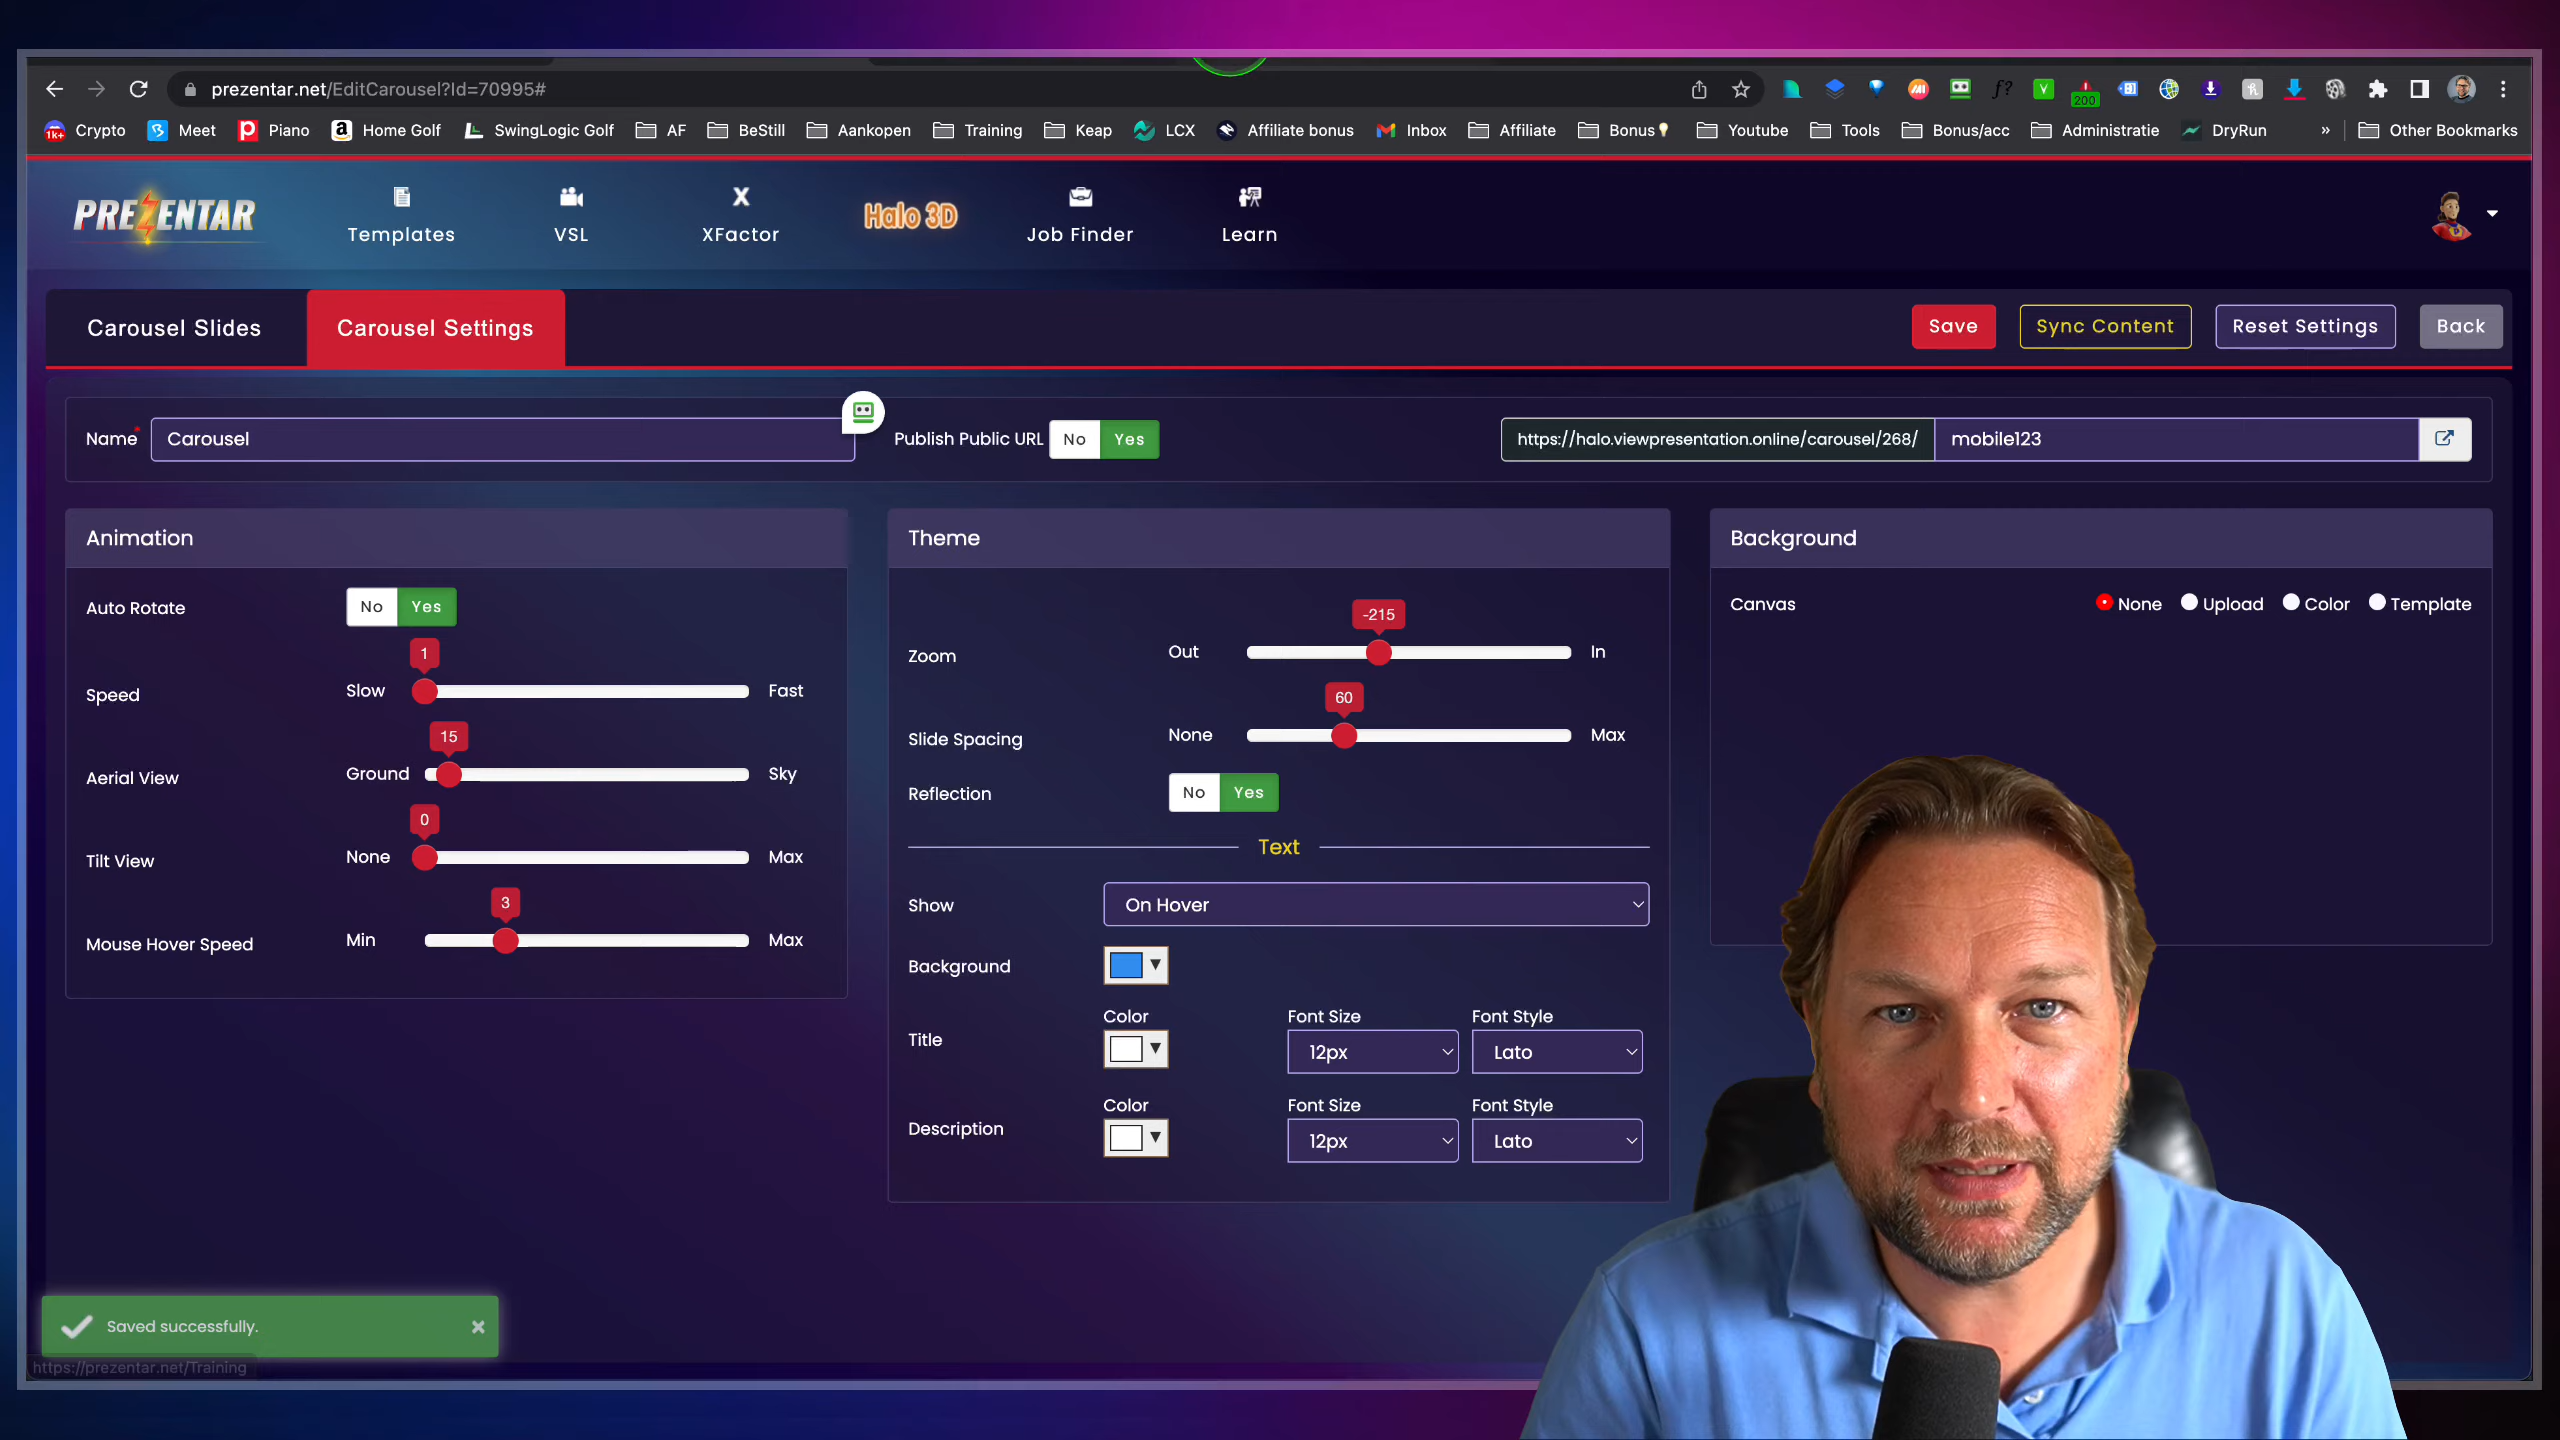 prezentar.net/EditCarousel?Id=70995#
f?
200
1k+ Crypto Meet Piano Home Golf SwingLogic Golf AF BeStill Aankopen Training Keap LCX Affiliate bonus Inbox Affiliate Bonus Youtube Tools Bonus/acc Administratie DryRun » Other Bookmarks
PREZENTAR
Templates
VSL
X
XFactor
Halo 3D
Job Finder
Learn
Carousel Slides
Carousel Settings
Save
Sync Content
Reset Settings
Back
Name*
Carousel
Publish Public URL
No Yes
https://halo.viewpresentation.online/carousel/268/
mobile123
Animation
Auto Rotate
No Yes
1
Speed
Slow
Fast
15
Aerial View
Ground
Sky
0
Tilt View
None
Max
3
Mouse Hover Speed
Min
Max
Theme
-215
Zoom
Out
In
60
Slide Spacing
None
Max
Reflection
No Yes
Text
Show
On Hover
Background
Title
Color
Font Size
12px
Font Style
Lato
Description
Color
Font Size
12px
Font Style
Lato
Background
Canvas
None Upload Color Template
Saved successfully.
×
https://prezentar.net/Training